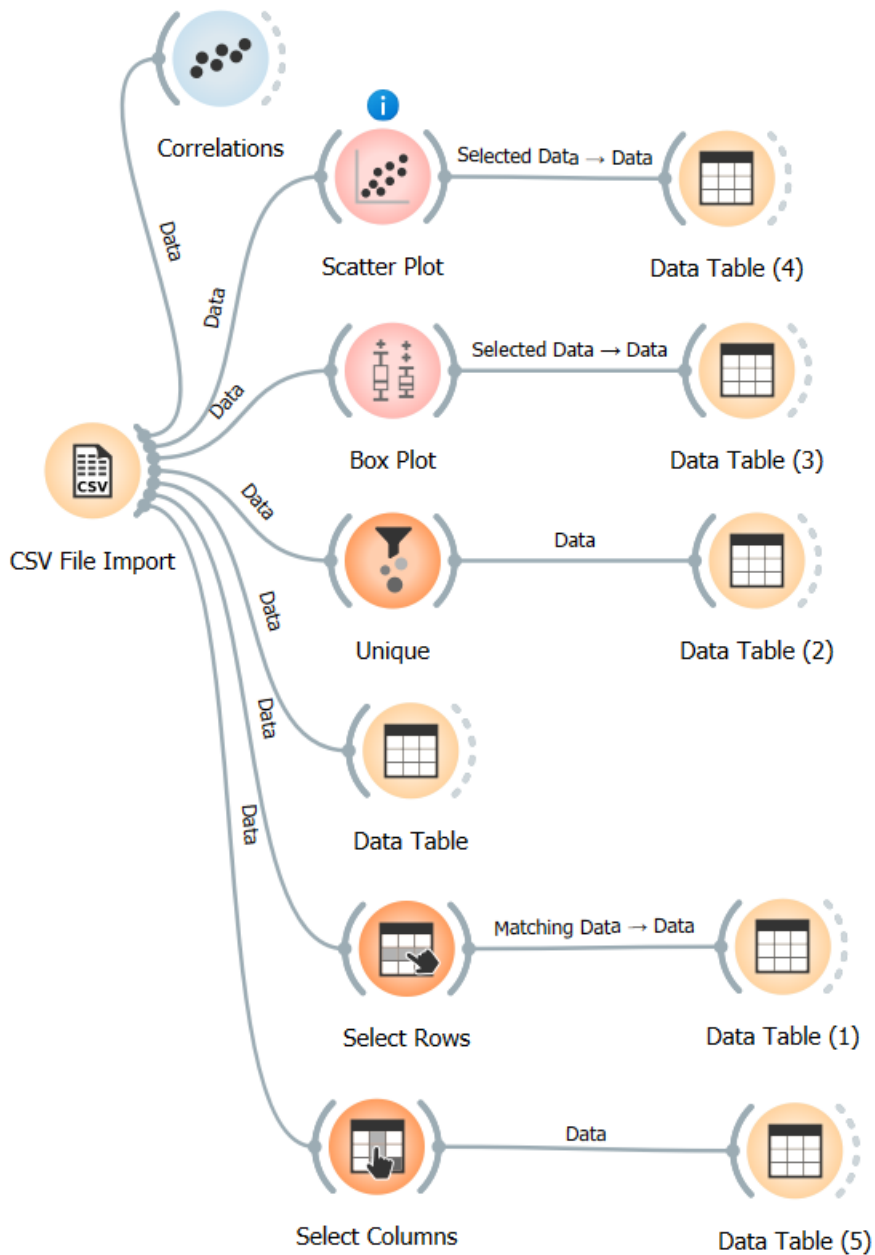 Correlations
Data
i
Selected Data → Data
Scatter Plot
Data Table (4)
Data
Selected Data → Data
Box Plot
Data Table (3)
Data
CSV
CSV File Import
Data
Data
Unique
Data Table (2)
Data
Data Table
Data
Matching Data → Data
Select Rows
Data Table (1)
Data
Data
Select Columns
Data Table (5)